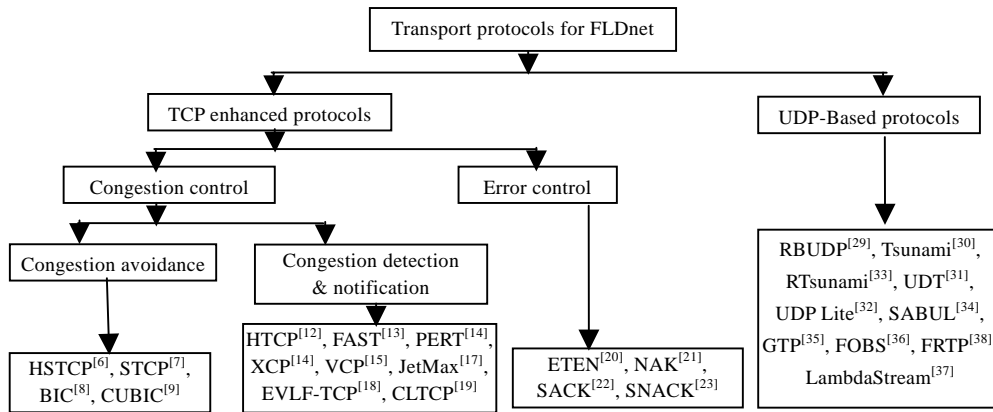 Transport protocols for FLDnet
TCP enhanced protocols
UDP-Based protocols
Congestion control
Error control
Congestion avoidance
Congestion detection
& notification
HSTCP[6], STCP[7],
BIC[8], CUBIC[9]
HTCP[12], FAST[13], PERT[14],
XCP[14], VCP[15], JetMax[17]
EVLF-TCP[18], CLTCP[19]
ETEN[20], NAK[21]
SACK[22], SNACK[23]
RBUDP[29], Tsunami[30],
RTsunami[33], UDT[31],
UDP Lite[32], SABUL[34],
GTP[35], FOBS[36], FRTP[38]
LambdaStream[37]